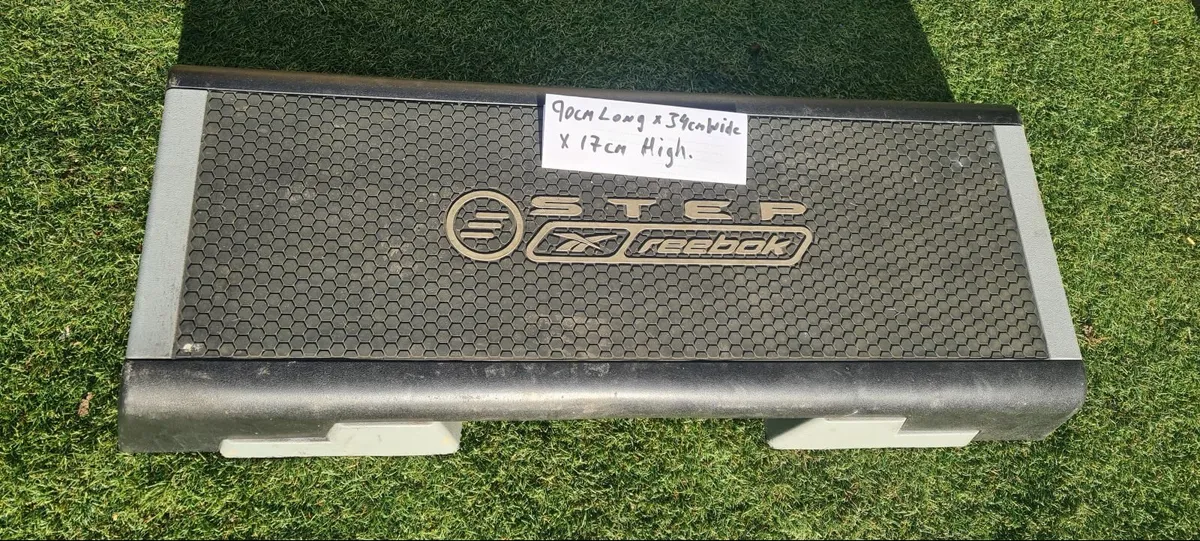 90cm Long x 34cm Wide
x 17cm High.
STEP
reebok